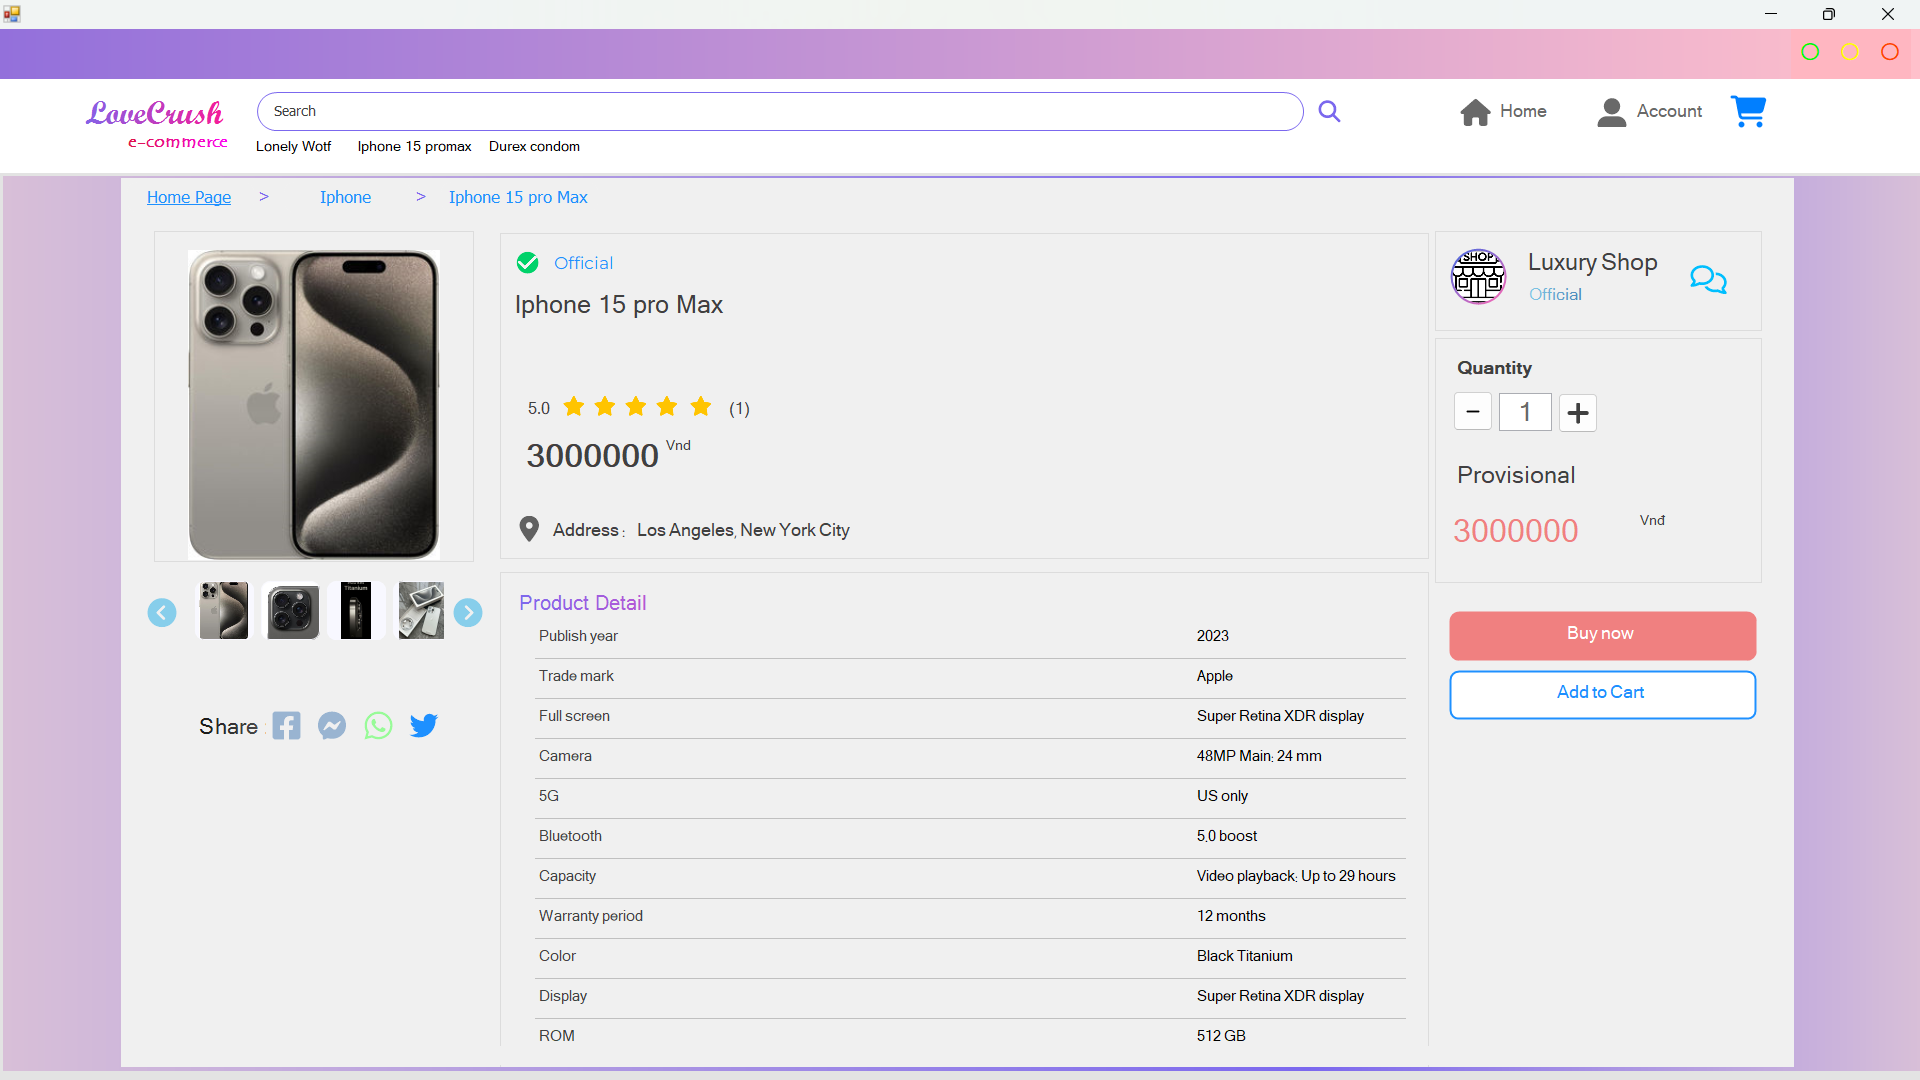 LoveCrush
e-commerce
Search
Home
Account
Lonely Wotf
Iphone 15 promax
Durex condom
Home Page > Iphone > Iphone 15 pro Max
Official
Iphone 15 pro Max
5.0 (1)
3000000 Vnd
Address : Los Angeles, New York City
SHOP
Luxury Shop
Official
Quantity
- 1 +
Provisional
3000000 Vnđ
Buy now
Add to Cart
Titanium
Share :
Product Detail
Publish year 2023
Trade mark Apple
Full screen Super Retina XDR display
Camera 48MP Main: 24 mm
5G US only
Bluetooth 5.0 boost
Capacity Video playback: Up to 29 hours
Warranty period 12 months
Color Black Titanium
Display Super Retina XDR display
ROM 512 GB